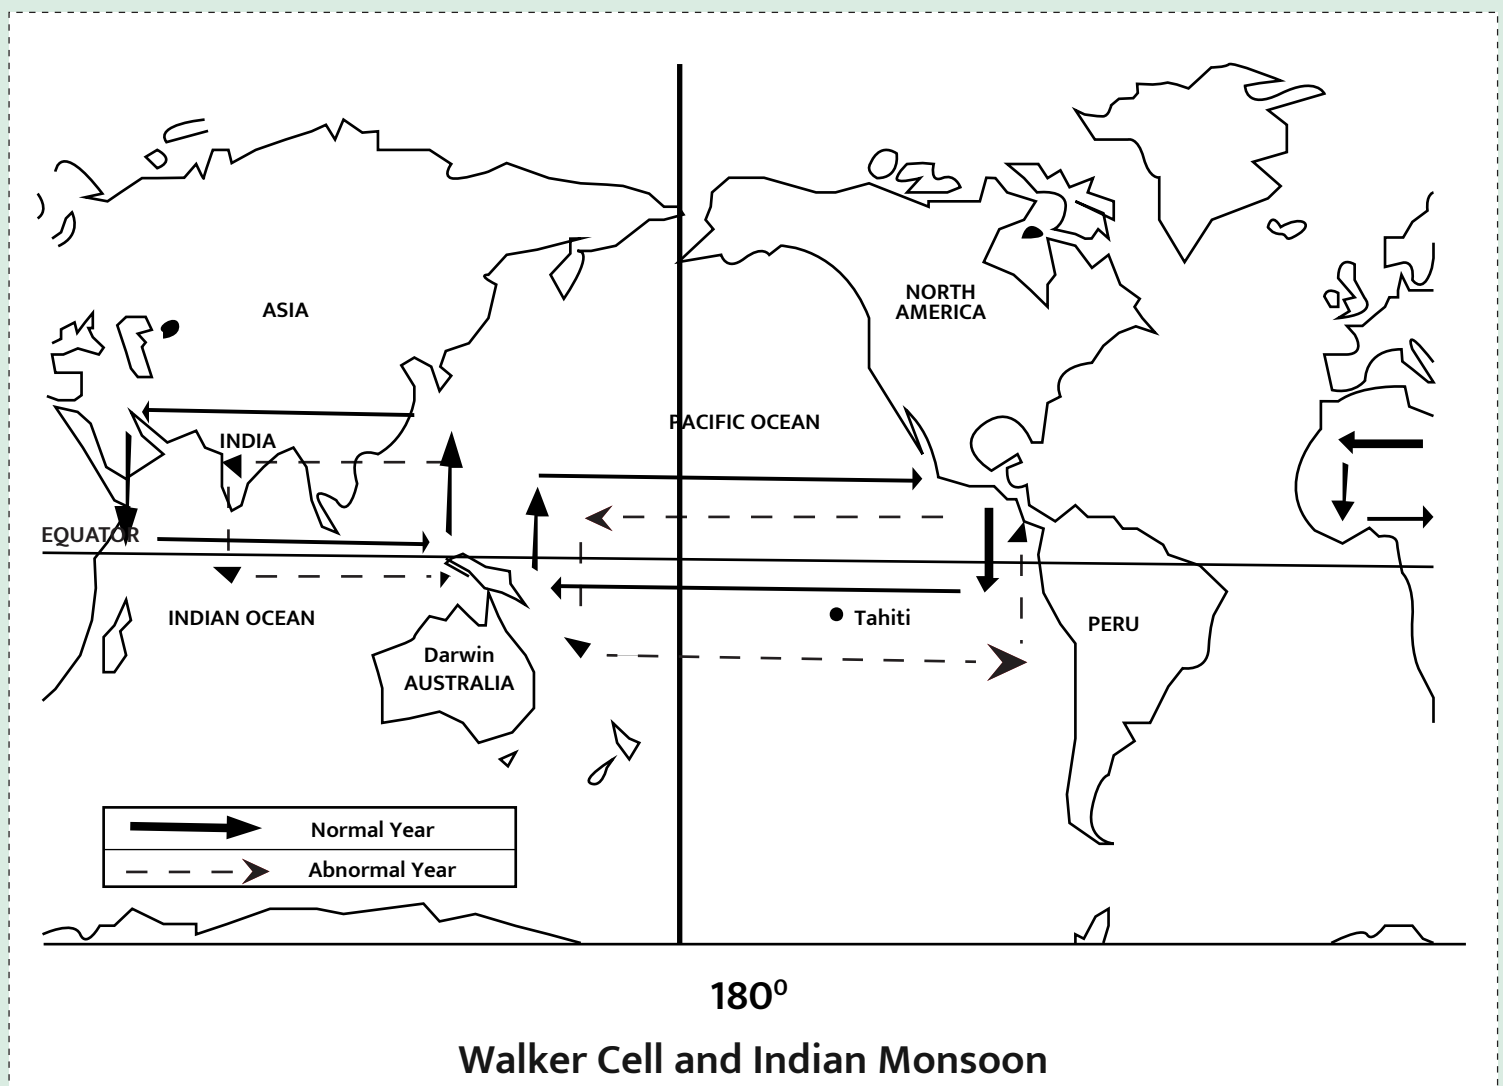 ASIA
NORTH
AMERICA
PACIFIC OCEAN
INDIA
EQUATOR
INDIAN OCEAN
Tahiti
PERU
Darwin
AUSTRALIA
Normal Year
Abnormal Year
180⁰
Walker Cell and Indian Monsoon